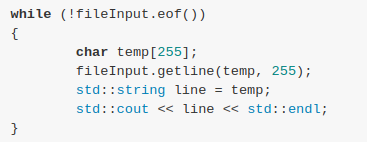 while (!fileInput.eof())
{
        char temp[255];
        fileInput.getline(temp, 255);
        std::string line = temp;
        std::cout << line << std::endl;
}